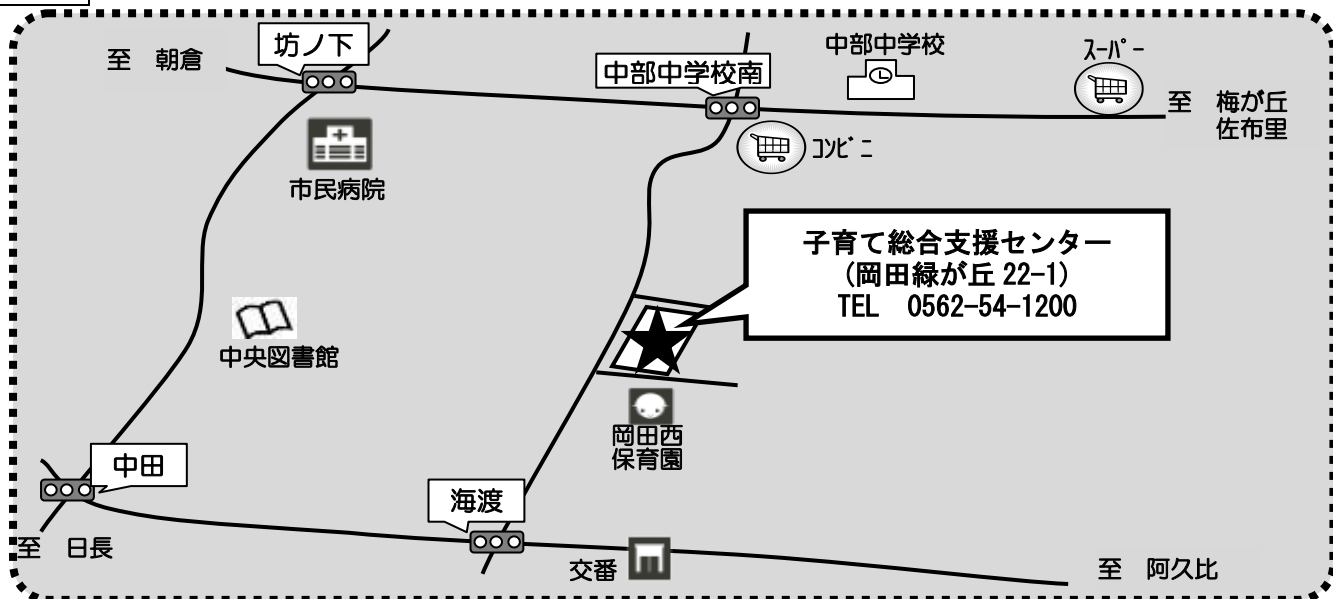 坊ノ下
至　朝倉
中部中学校
ｽｰﾊﾟｰ
中部中学校南
至　梅が丘
佐布里
コンビニ
市民病院
子育て総合支援センター
(岡田緑が丘 22-1)
TEL　0562-54-1200
中央図書館
岡田西
保育園
中田
海渡
至　日長
交番
至　阿久比